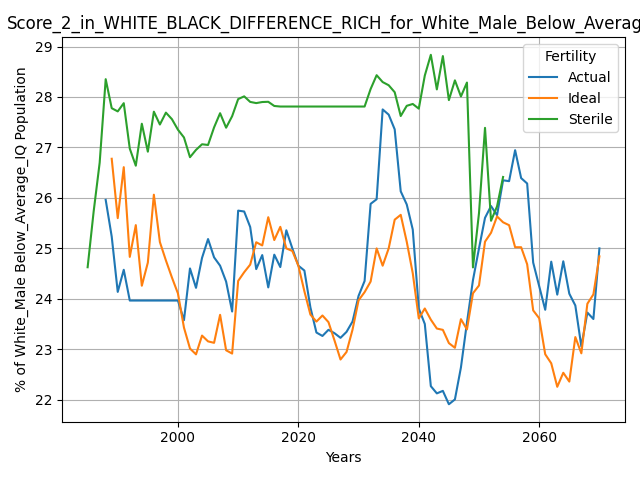 Score_2_in_WHITE_BLACK_DIFFERENCE_RICH_for_White_Male_Below_Averag
% of White_Male Below_Average_IQ Population
29
28
27
26
25
24
23
22
Fertility
Actual
Ideal
Sterile
2000
2020
2040
2060
Years